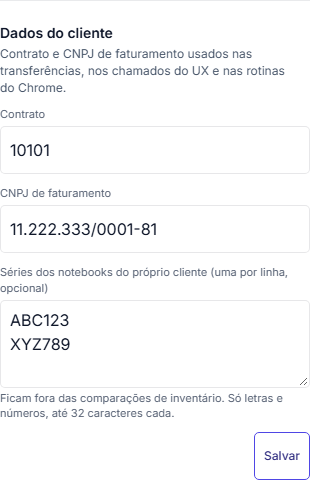 Dados do cliente
Contrato e CNPJ de faturamento usados nas
transferências, nos chamados do UX e nas rotinas
do Chrome.
Contrato
10101
CNPJ de faturamento
11.222.333/0001-81
Séries dos notebooks do próprio cliente (uma por linha,
opcional)
ABC123
XYZ789
Ficam fora das comparações de inventário. Só letras e
números, até 32 caracteres cada.
Salvar